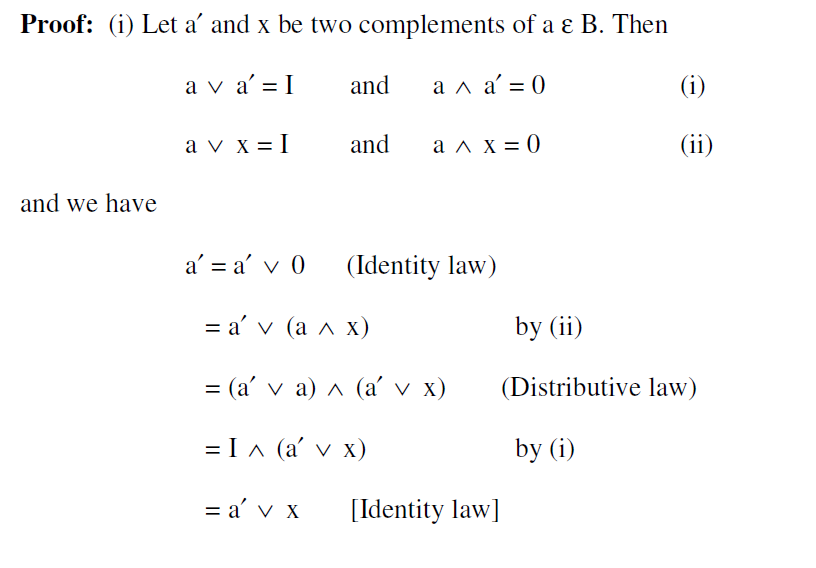 Proof: (i) Let a′ and x be two complements of a ε B. Then
a ∨ a′ = I and a ∧ a′ = 0 (i)
a ∨ x = I and a ∧ x = 0 (ii)
and we have
a′ = a′ ∨ 0 (Identity law)
= a′ ∨ (a ∧ x) by (ii)
= (a′ ∨ a) ∧ (a′ ∨ x) (Distributive law)
= I ∧ (a′ ∨ x) by (i)
= a′ ∨ x [Identity law]